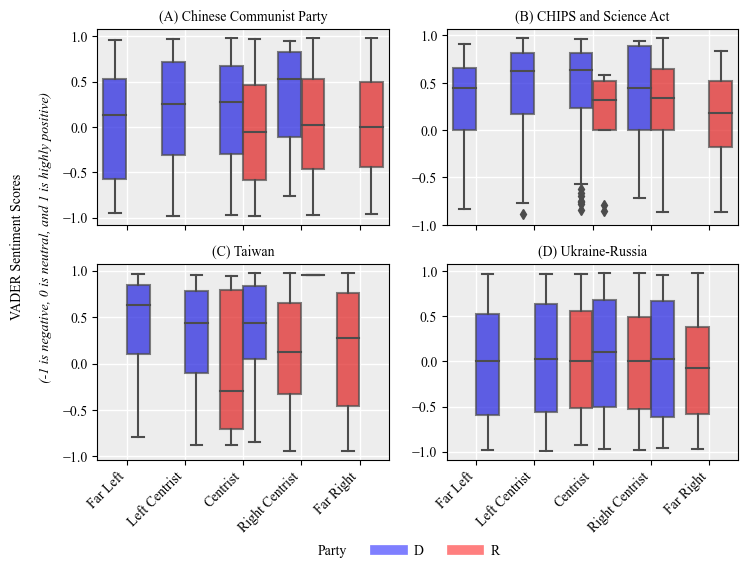 (A) Chinese Communist Party
(B) CHIPS and Science Act
1.0
0.5
0.0
−0.5
−1.0
1.0
0.5
0.0
−0.5
−1.0
VADER Sentiment Scores
(-1 is negative, 0 is neutral, and 1 is highly positive)
(C) Taiwan
(D) Ukraine-Russia
1.0
0.5
0.0
−0.5
−1.0
1.0
0.5
0.0
−0.5
−1.0
Far Left
Left Centrist
Centrist
Right Centrist
Far Right
Far Left
Left Centrist
Centrist
Right Centrist
Far Right
Party D R